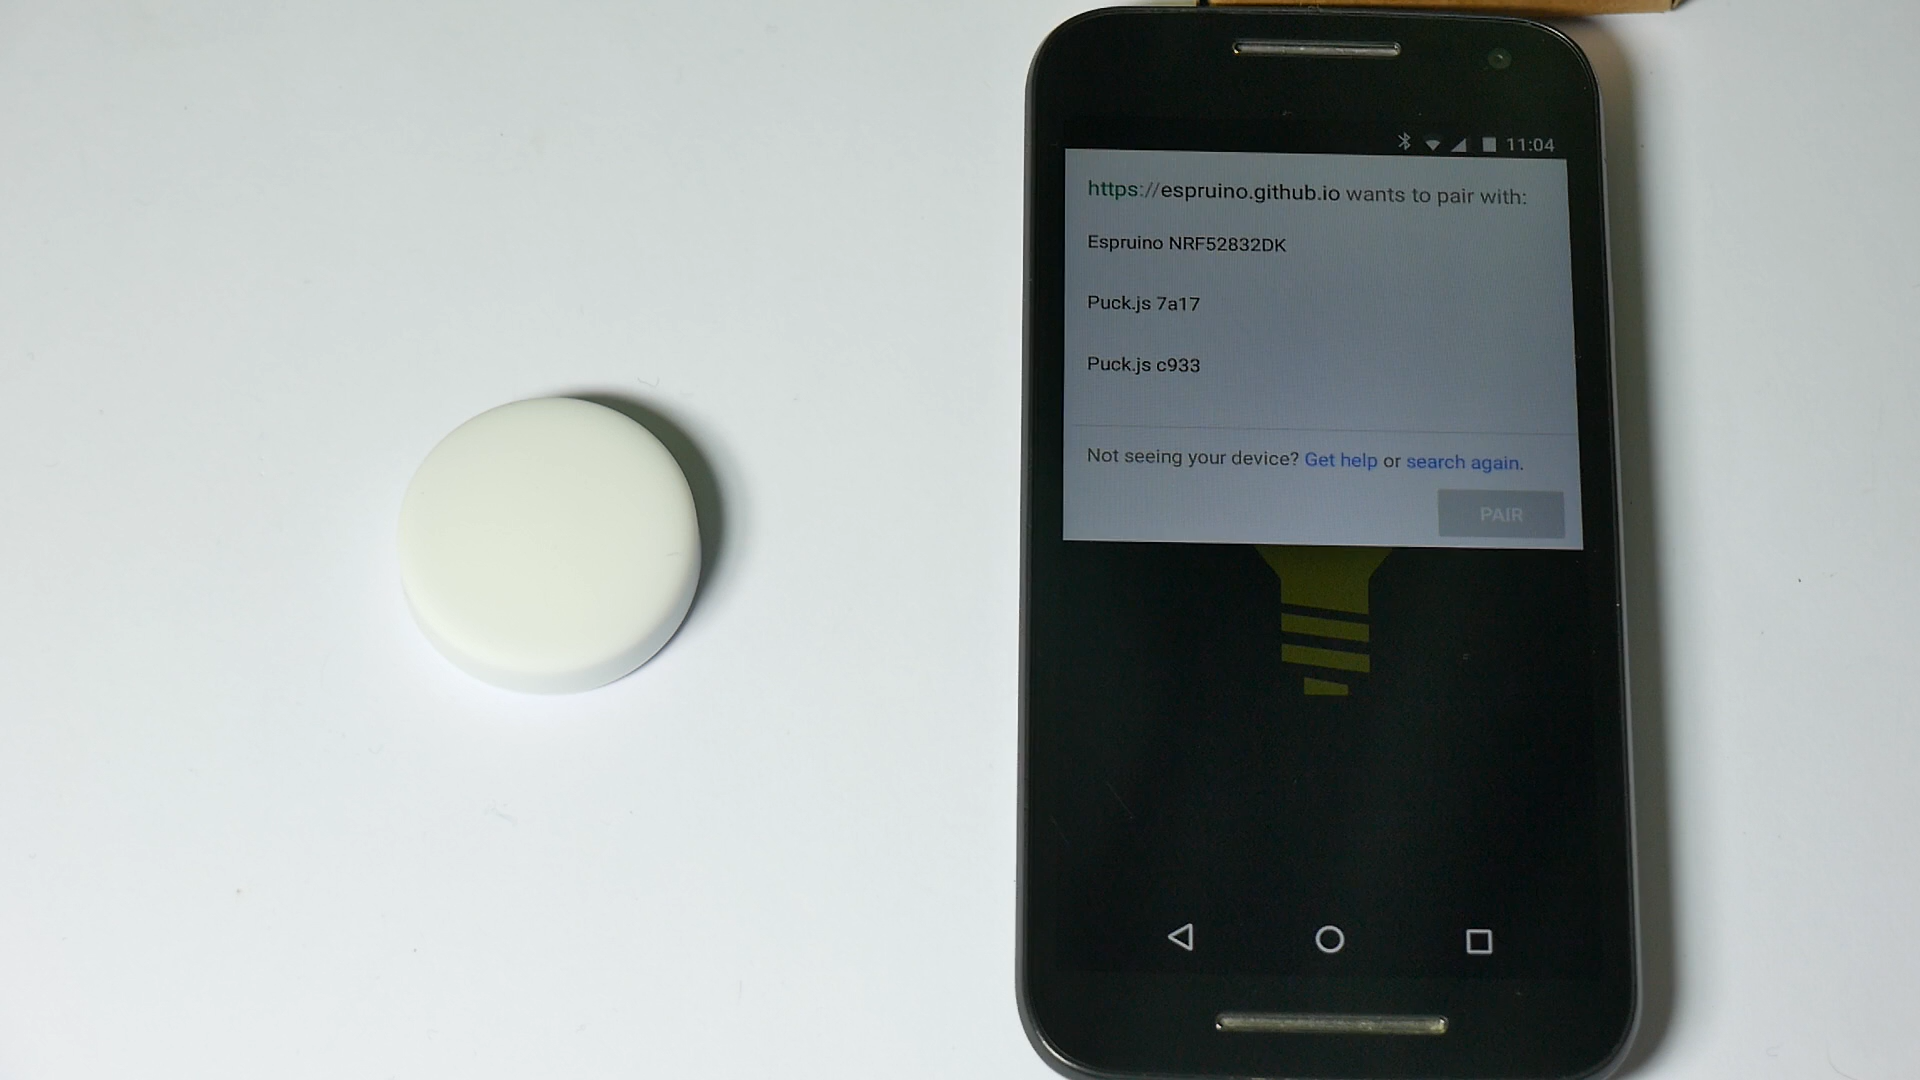 11:04
https://espruino.github.io wants to pair with:
Espruino NRF52832DK
Puck.js 7a17
Puck.js c933
Not seeing your device? Get help or search again.
PAIR